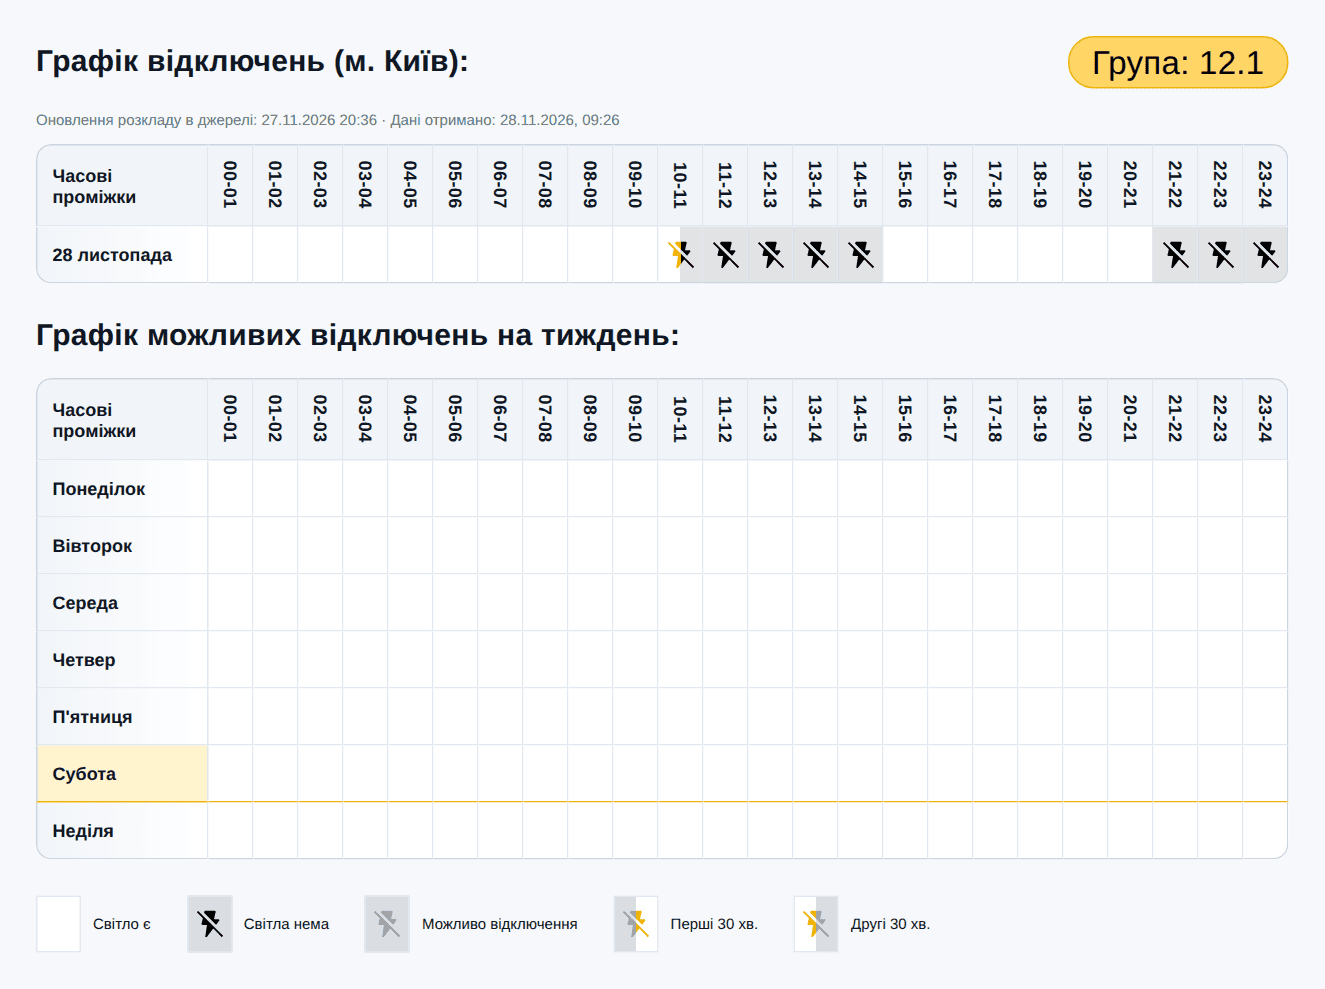 Графік відключень (м. Київ):
Група: 12.1
Оновлення розкладу в джерелі: 27.11.2026 20:36 · Дані отримано: 28.11.2026, 09:26
Часові проміжки 00-01 01-02 02-03 03-04 04-05 05-06 06-07 07-08 08-09 09-10 10-11 11-12 12-13 13-14 14-15 15-16 16-17 17-18 18-19 19-20 20-21 21-22 22-23 23-24
28 листопада
Графік можливих відключень на тиждень:
Часові проміжки 00-01 01-02 02-03 03-04 04-05 05-06 06-07 07-08 08-09 09-10 10-11 11-12 12-13 13-14 14-15 15-16 16-17 17-18 18-19 19-20 20-21 21-22 22-23 23-24
Понеділок
Вівторок
Середа
Четвер
П'ятниця
Субота
Неділя
Світло є Світла нема Можливо відключення Перші 30 хв. Другі 30 хв.